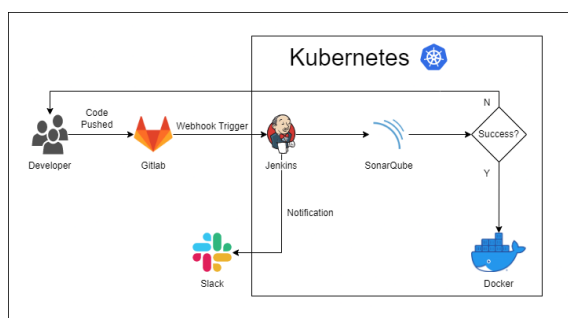 Kubernetes
N
Code
Pushed
Webhook Trigger
Success?
Developer
Gitlab
Jenkins
SonarQube
Y
Notification
Slack
Docker